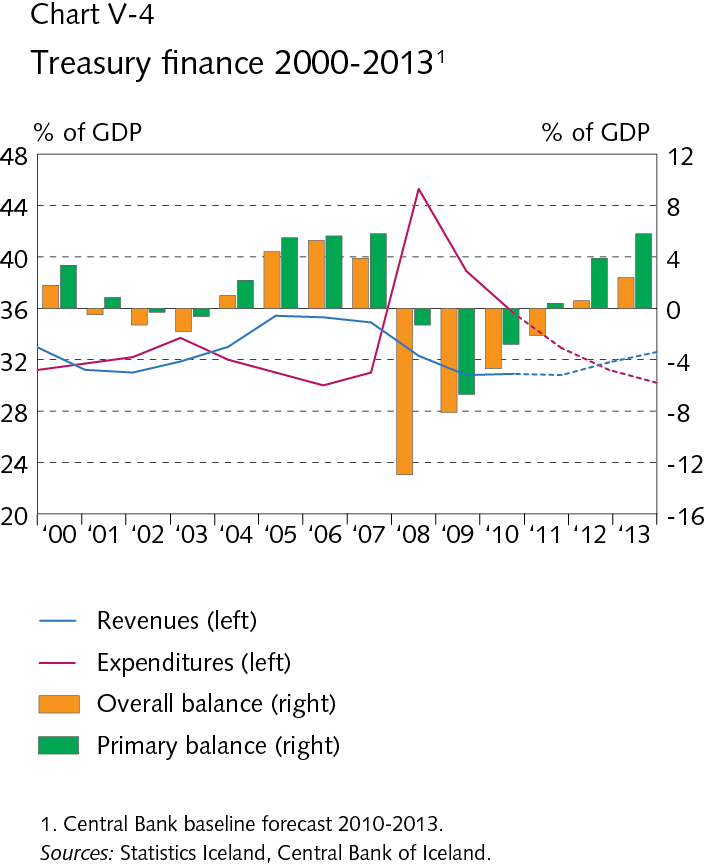 Chart V-4
Treasury finance 2000-2013¹
% of GDP % of GDP
48 12
44 8
40 4
36 0
32 -4
28 -8
24 -12
20 -16
‘00 ‘01 ‘02 ‘03 ‘04 ‘05 ‘06 ‘07 ‘08 ‘09 ‘10 ‘11 ‘12 ‘13
Revenues (left)
Expenditures (left)
Overall balance (right)
Primary balance (right)
1. Central Bank baseline forecast 2010-2013.
Sources: Statistics Iceland, Central Bank of Iceland.